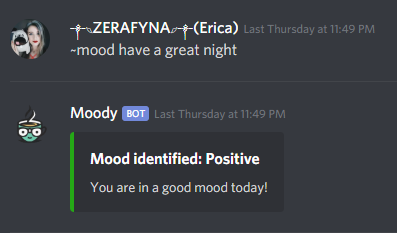 ZERAFYNA (Erica) Last Thursday at 11:49 PM
~mood have a great night
Moody BOT Last Thursday at 11:49 PM
Mood identified: Positive
You are in a good mood today!